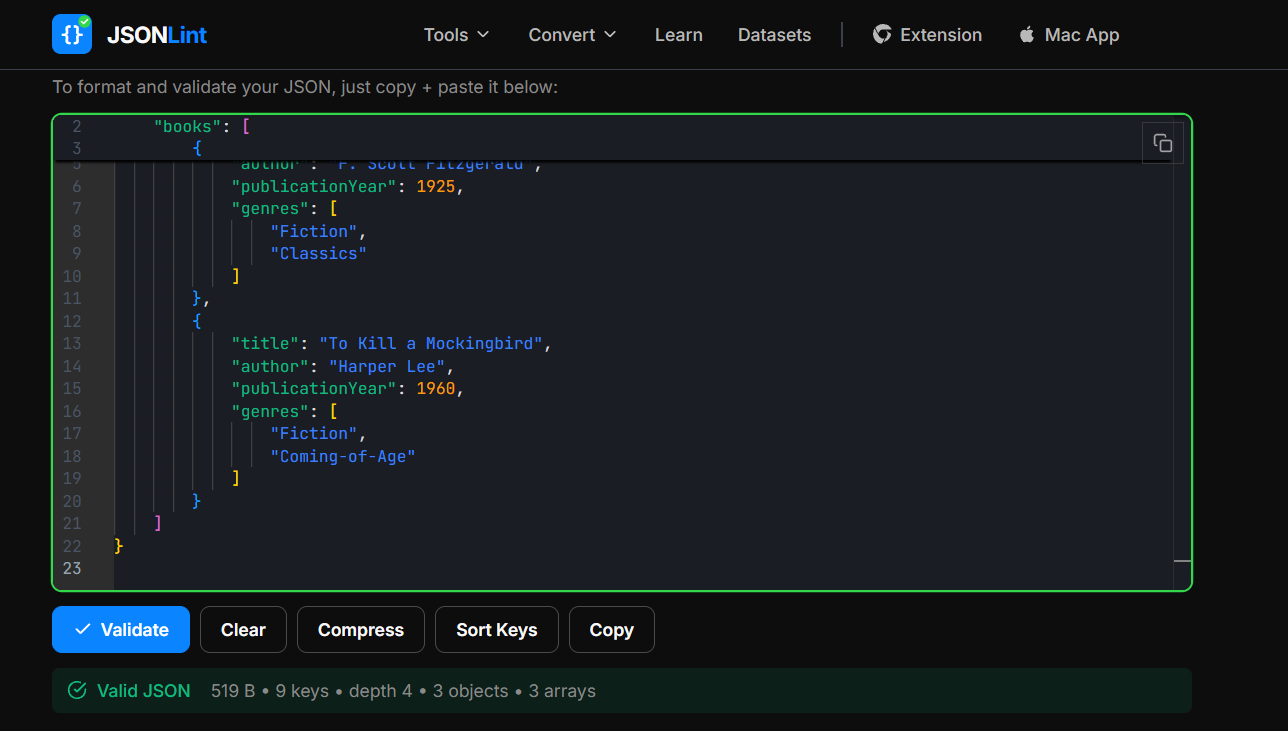 {} JSONLint Tools Convert Learn Datasets Extension Mac App
To format and validate your JSON, just copy + paste it below:
2 "books": [
3 {
5 "author": "F. Scott Fitzgerald",
6 "publicationYear": 1925,
7 "genres": [
8 "Fiction",
9 "Classics"
10 ]
11 },
12 {
13 "title": "To Kill a Mockingbird",
14 "author": "Harper Lee",
15 "publicationYear": 1960,
16 "genres": [
17 "Fiction",
18 "Coming-of-Age"
19 ]
20 }
21 ]
22 }
23
Validate Clear Compress Sort Keys Copy
Valid JSON 519 B • 9 keys • depth 4 • 3 objects • 3 arrays